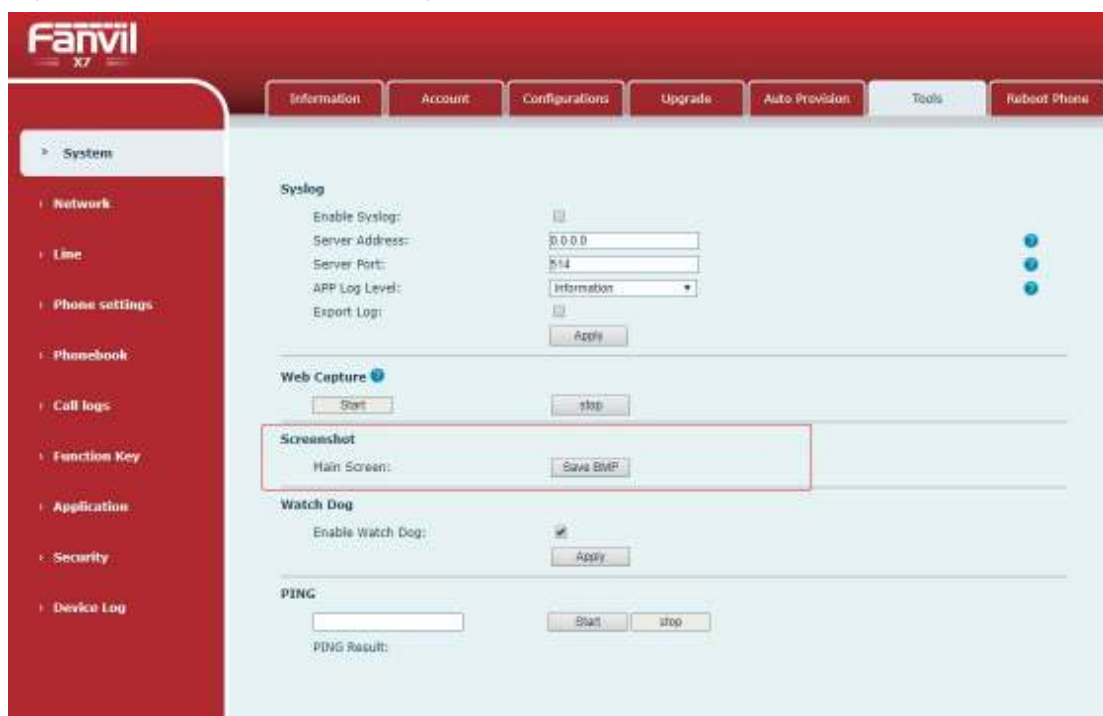 Fanvil
X7
Information Account Configurations Upgrade Auto Provision Tools Reboot Phone
System
Network
Line
Phone settings
Phonebook
Call logs
Function Key
Application
Security
Device Log
Syslog
Enable Syslog:
Server Address: 0.0.0.0
Server Port: 514
APP Log Level: Information
Export Log:
Apply
Web Capture
Start stop
Screenshot
Main Screen: Save BMP
Watch Dog
Enable Watch Dog:
Apply
PING
Start stop
PING Result: